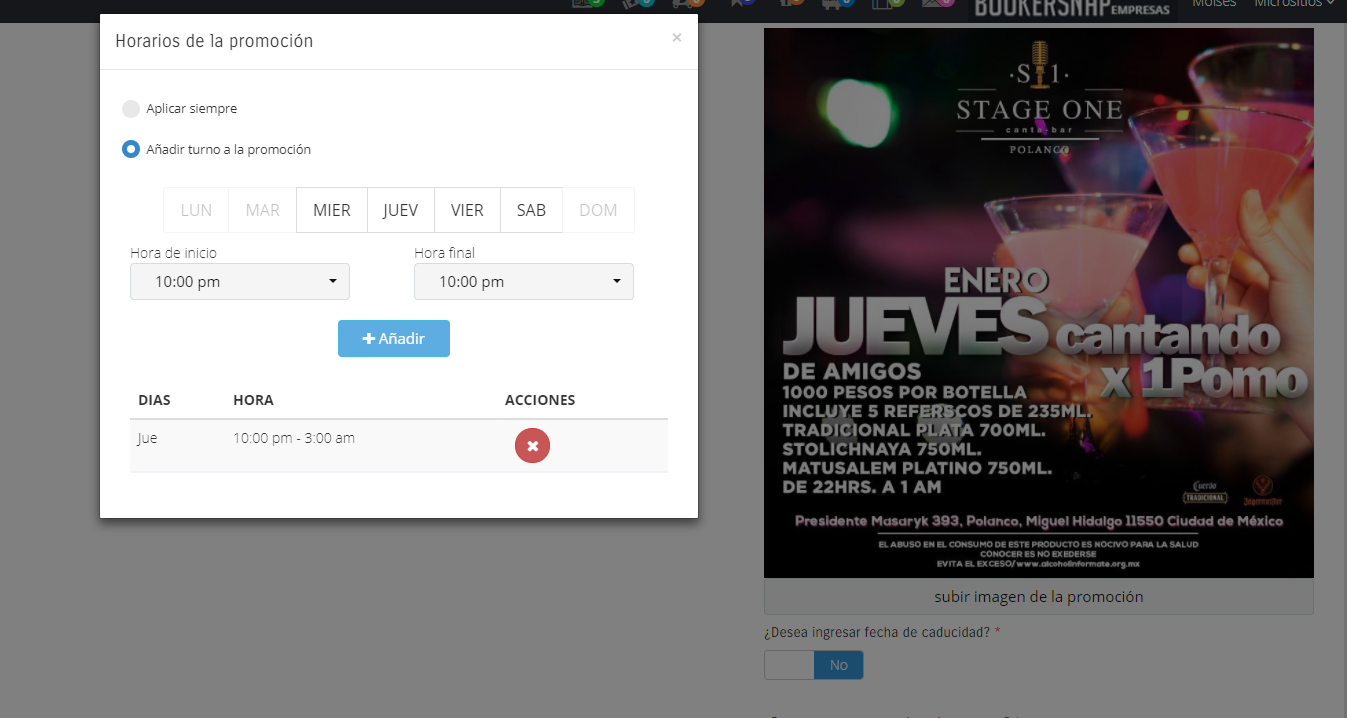 BOOKERSNAP EMPRESAS
Moises
Micrositios
Horarios de la promoción
×
Aplicar siempre
Añadir turno a la promoción
LUN MAR MIER JUEV VIER SAB DOM
Hora de inicio Hora final
10:00 pm 10:00 pm
+ Añadir
DIAS HORA ACCIONES
Jue 10:00 pm - 3:00 am
·S 1·
STAGE ONE
canta-bar
POLANCO
ENERO
JUEVES cantando
x 1Pomo
DE AMIGOS
1000 PESOS POR BOTELLA
INCLUYE 5 REFERSCOS DE 235ML.
TRADICIONAL PLATA 700ML.
STOLICHNAYA 750ML.
MATUSALEM PLATINO 750ML.
DE 22HRS. A 1 AM
Cuervo
TRADICIONAL
Jägermeister
Presidente Masaryk 393, Polanco, Miguel Hidalgo 11550 Ciudad de México
EL ABUSO EN EL CONSUMO DE ESTE PRODUCTO ES NOCIVO PARA LA SALUD
CONOCER ES NO EXEDERSE
EVITA EL EXCESO/www.alcoholinformate.org.mx
subir imagen de la promoción
¿Desea ingresar fecha de caducidad? *
No